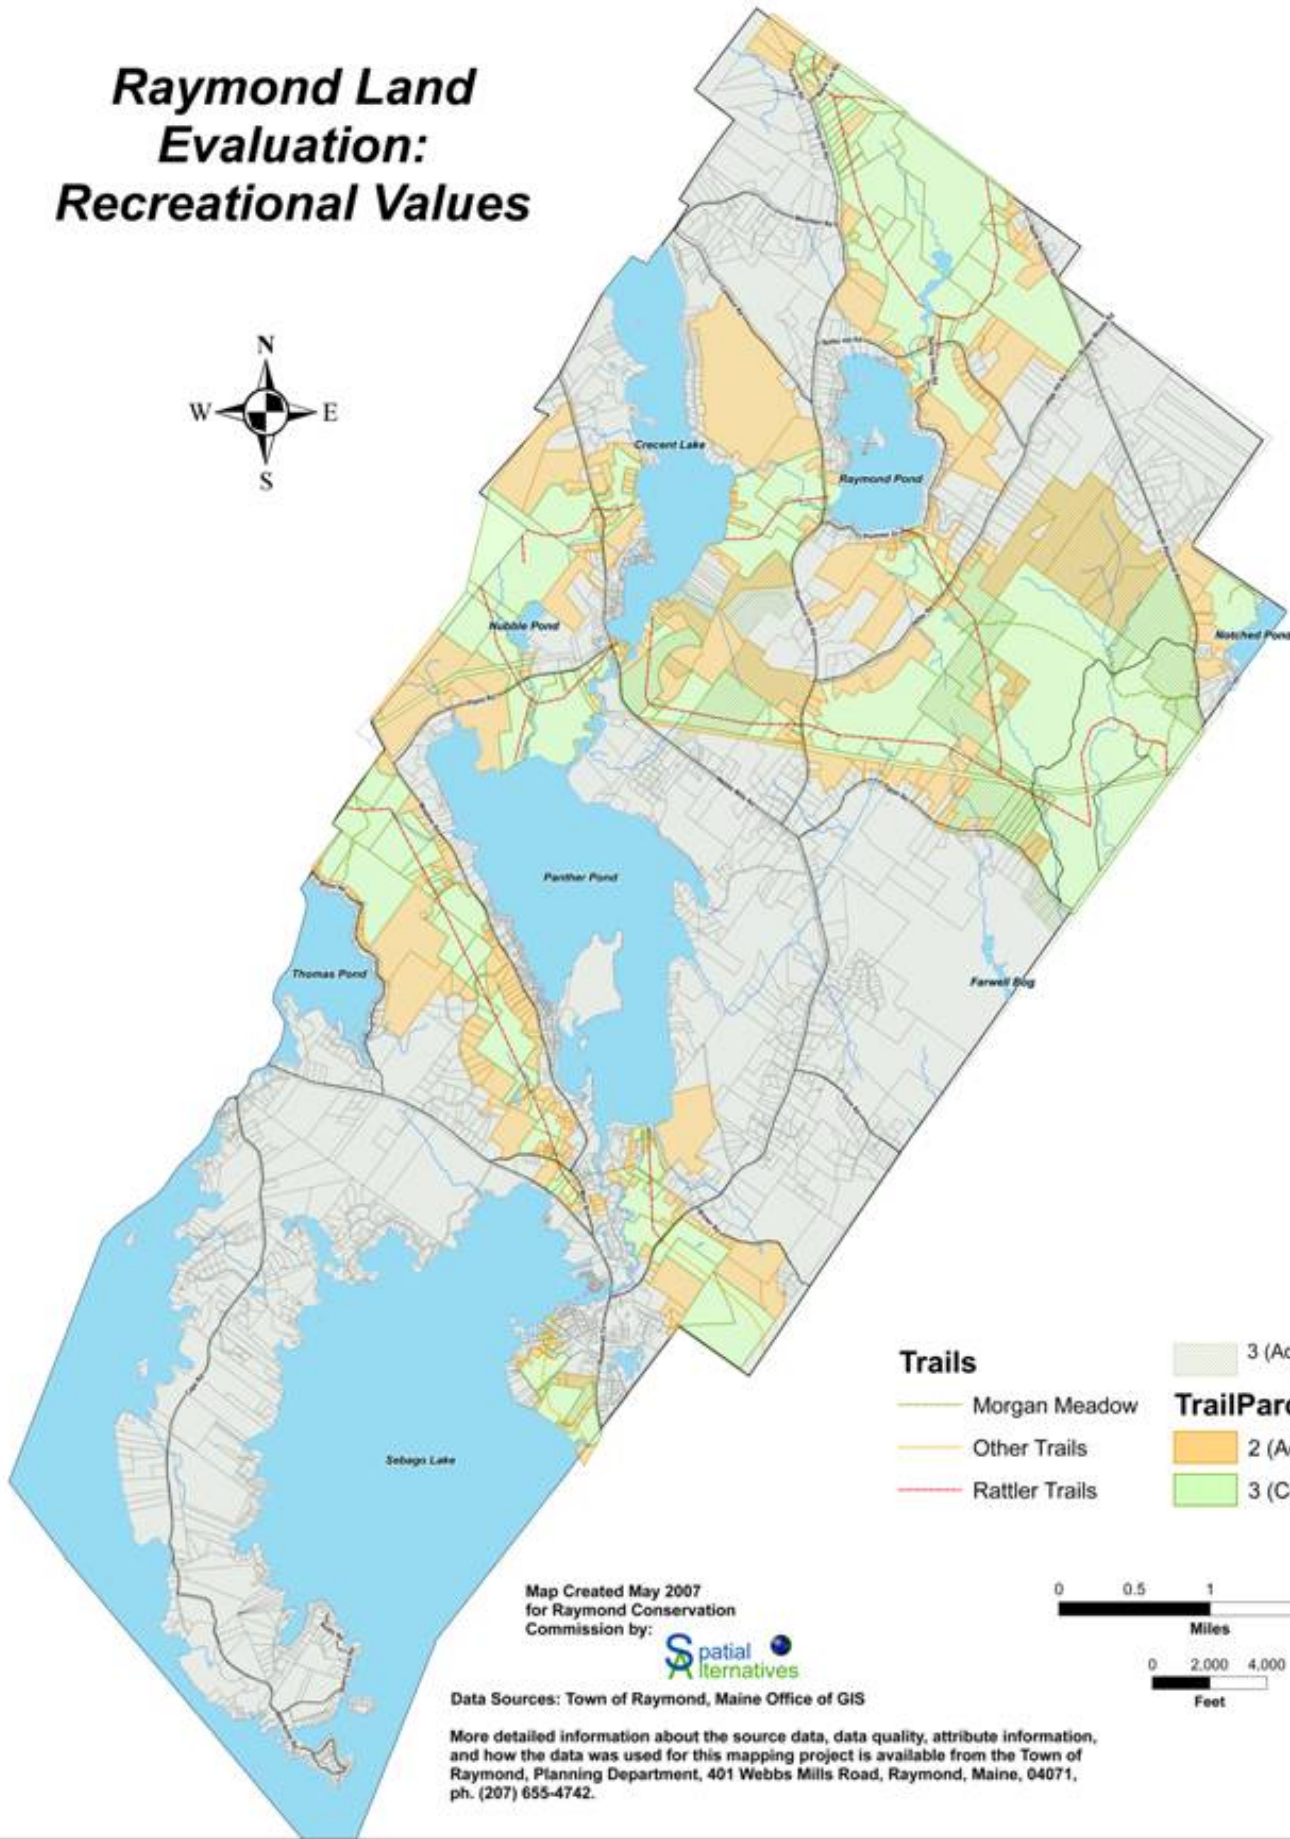 Raymond Land
Evaluation:
Recreational Values
N
W
E
S
Crecent Lake
Raymond Pond
Nubble Pond
Notched Pond
Panther Pond
Thomas Pond
Farwell Bog
Sebago Lake
Trails
Morgan Meadow
Other Trails
Rattler Trails
3 (Ac
TrailParc
2 (A
3 (C
0 0.5 1
Miles
0 2,000 4,000
Feet
Map Created May 2007
for Raymond Conservation
Commission by:
Spatial
Alternatives
Data Sources: Town of Raymond, Maine Office of GIS
More detailed information about the source data, data quality, attribute information,
and how the data was used for this mapping project is available from the Town of
Raymond, Planning Department, 401 Webbs Mills Road, Raymond, Maine, 04071,
ph. (207) 655-4742.